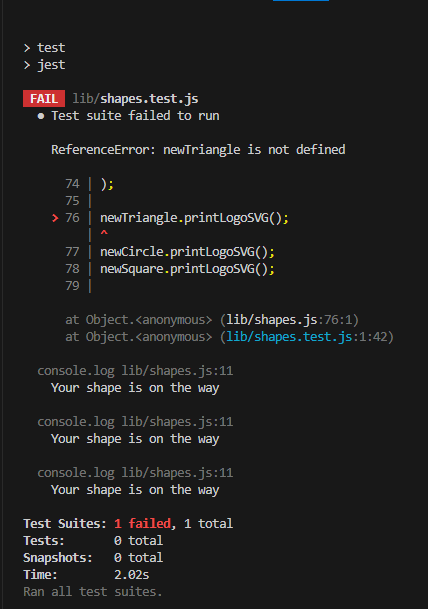 > test
> jest
FAIL lib/shapes.test.js
● Test suite failed to run
ReferenceError: newTriangle is not defined
74 | );
75 |
> 76 | newTriangle.printLogoSVG();
| ^
77 | newCircle.printLogoSVG();
78 | newSquare.printLogoSVG();
79 |
at Object.<anonymous> (lib/shapes.js:76:1)
at Object.<anonymous> (lib/shapes.test.js:1:42)
console.log lib/shapes.js:11
Your shape is on the way
console.log lib/shapes.js:11
Your shape is on the way
console.log lib/shapes.js:11
Your shape is on the way
Test Suites: 1 failed, 1 total
Tests: 0 total
Snapshots: 0 total
Time: 2.02s
Ran all test suites.